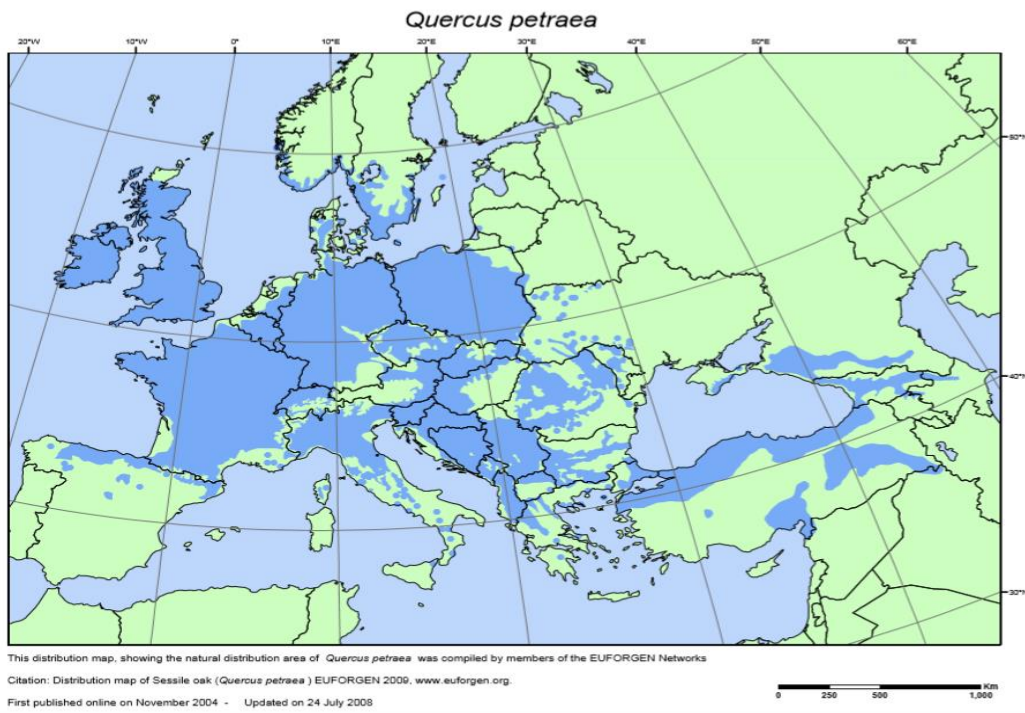 Quercus petraea
20°W 10°W 0° 10°E 20°E 30°E 40°E 50°E 60°E
50°N
40°N
30°N
This distribution map, showing the natural distribution area of Quercus petraea was compiled by members of the EUFORGEN Networks
Citation: Distribution map of Sessile oak (Quercus petraea ) EUFORGEN 2009, www.euforgen.org.
First published online on November 2004 - Updated on 24 July 2008
Km
0 250 500 1,000